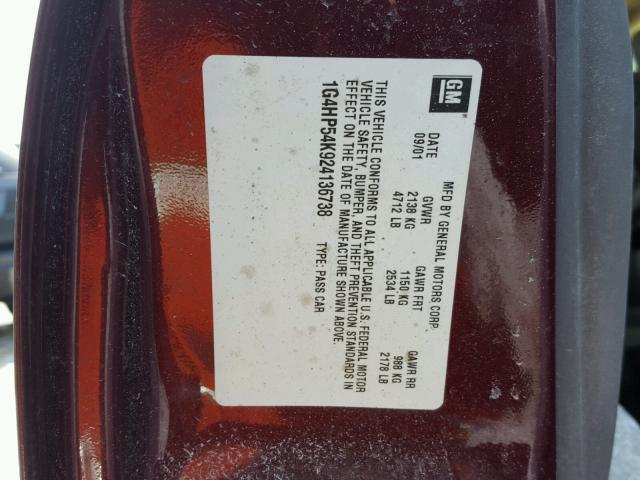 GM
MFD BY GENERAL MOTORS CORP.
DATE GVWR GAWR FRT GAWR RR
09/01 2138 KG 1150 KG 988 KG
4712 LB 2534 LB 2178 LB
THIS VEHICLE CONFORMS TO ALL APPLICABLE U.S. FEDERAL MOTOR
VEHICLE SAFETY, BUMPER, AND THEFT PREVENTION STANDARDS IN
EFFECT ON THE DATE OF MANUFACTURE SHOWN ABOVE.
1G4HP54K924136738 TYPE: PASS CAR